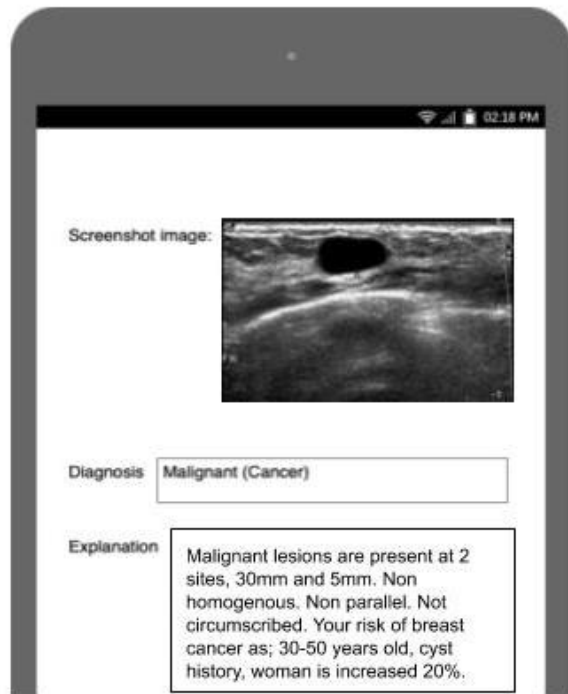 02:18 PM
Screenshot image:
Diagnosis
Malignant (Cancer)
Explanation
Malignant lesions are present at 2
sites, 30mm and 5mm. Non
homogenous. Non parallel. Not
circumscribed. Your risk of breast
cancer as; 30-50 years old, cyst
history, woman is increased 20%.